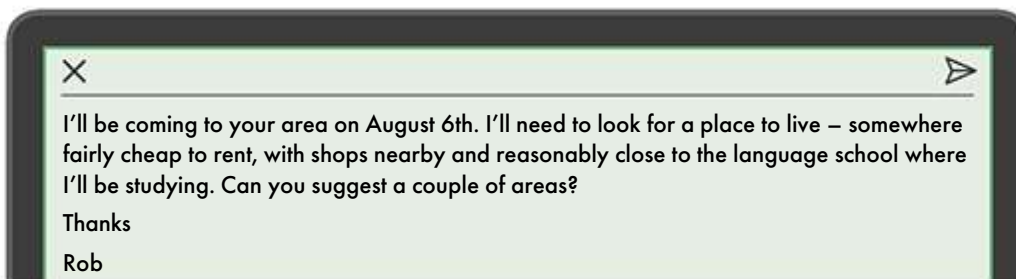 I'll be coming to your area on August 6th. I'll need to look for a place to live – somewhere
fairly cheap to rent, with shops nearby and reasonably close to the language school where
I'll be studying. Can you suggest a couple of areas?
Thanks
Rob